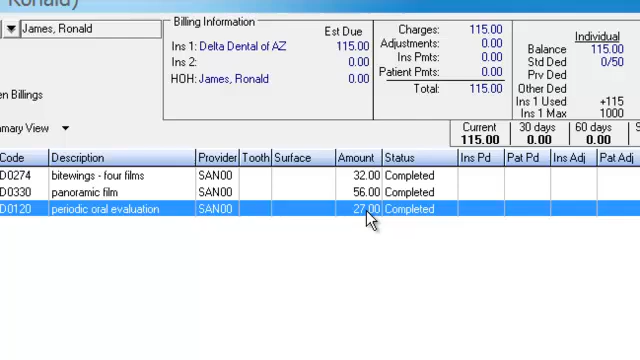 Ronald)
James, Ronald
Billing Information
Est Due
Ins 1: Delta Dental of AZ 115.00
Ins 2: 0.00
HOH: James, Ronald 0.00
Charges: 115.00
Adjustments: 0.00
Ins Pmts: 0.00
Patient Pmts: 0.00
Total: 115.00
Individual
Balance 115.00
Std Ded 0/50
Prv Ded
Other Ded
Ins 1 Used +115
Ins 1 Max 1000
en Billings
mary View
Current 30 days 60 days
115.00 0.00 0.00
Code Description Provider Tooth Surface Amount Status Ins Pd Pat Pd Ins Adj Pat Adj
D0274 bitewings - four films SAN00 32.00 Completed
D0330 panoramic film SAN00 56.00 Completed
D0120 periodic oral evaluation SAN00 27.00 Completed